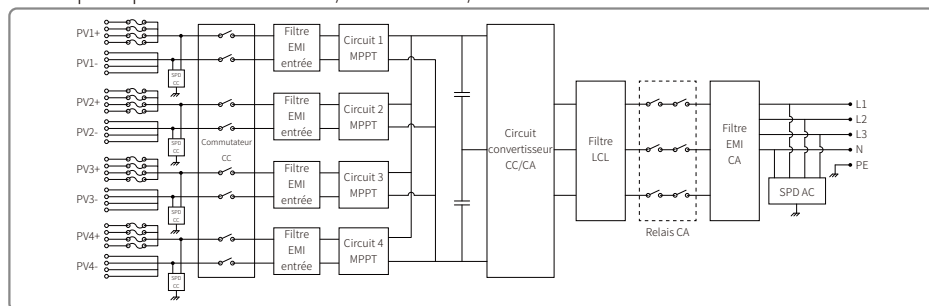 PV1+
PV1-
PV2+
PV2-
PV3+
PV3-
PV4+
PV4-
SPD
CC
SPD
CC
SPD
CC
SPD
CC
Commutateur
CC
Filtre
EMI
entrée
Filtre
EMI
entrée
Filtre
EMI
entrée
Filtre
EMI
entrée
Circuit 1
MPPT
Circuit 2
MPPT
Circuit 3
MPPT
Circuit 4
MPPT
Circuit
convertisseur
CC/CA
Filtre
LCL
Relais CA
Filtre
EMI
CA
SPD AC
L1
L2
L3
N
PE